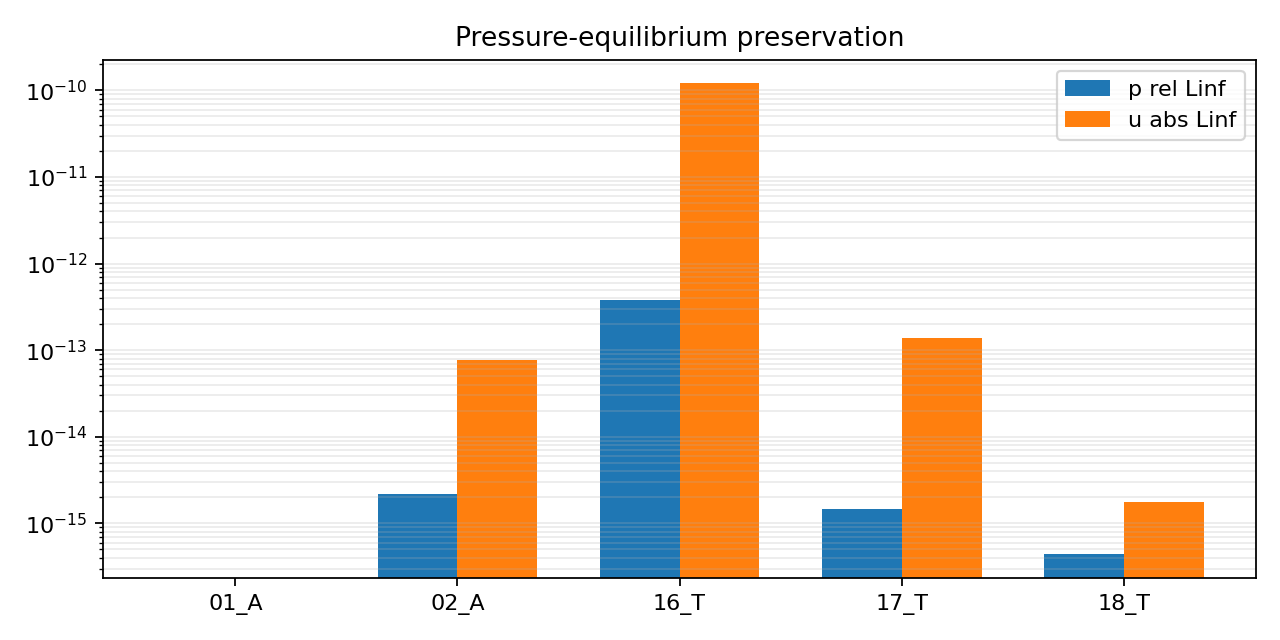 Pressure-equilibrium preservation
p rel Linf
u abs Linf
10⁻¹⁰
10⁻¹¹
10⁻¹²
10⁻¹³
10⁻¹⁴
10⁻¹⁵
01_A 02_A 16_T 17_T 18_T